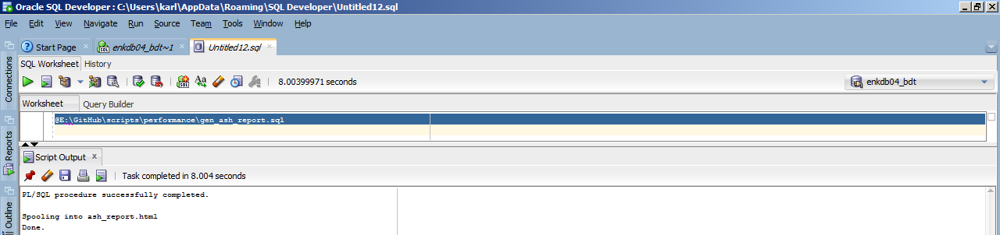 Oracle SQL Developer : C:\Users\karl\AppData\Roaming\SQL Developer\Untitled12.sql
File Edit View Navigate Run Source Team Tools Window Help
Start Page enkdb04_bdt~1 Untitled12.sql
Connections
SQL Worksheet History
8.00399971 seconds enkdb04_bdt
Worksheet Query Builder
@E:\GitHub\scripts\performance\gen_ash_report.sql
Reports
Script Output x
Task completed in 8.004 seconds
Outline
PL/SQL procedure successfully completed.
Spooling into ash_report.html
Done.